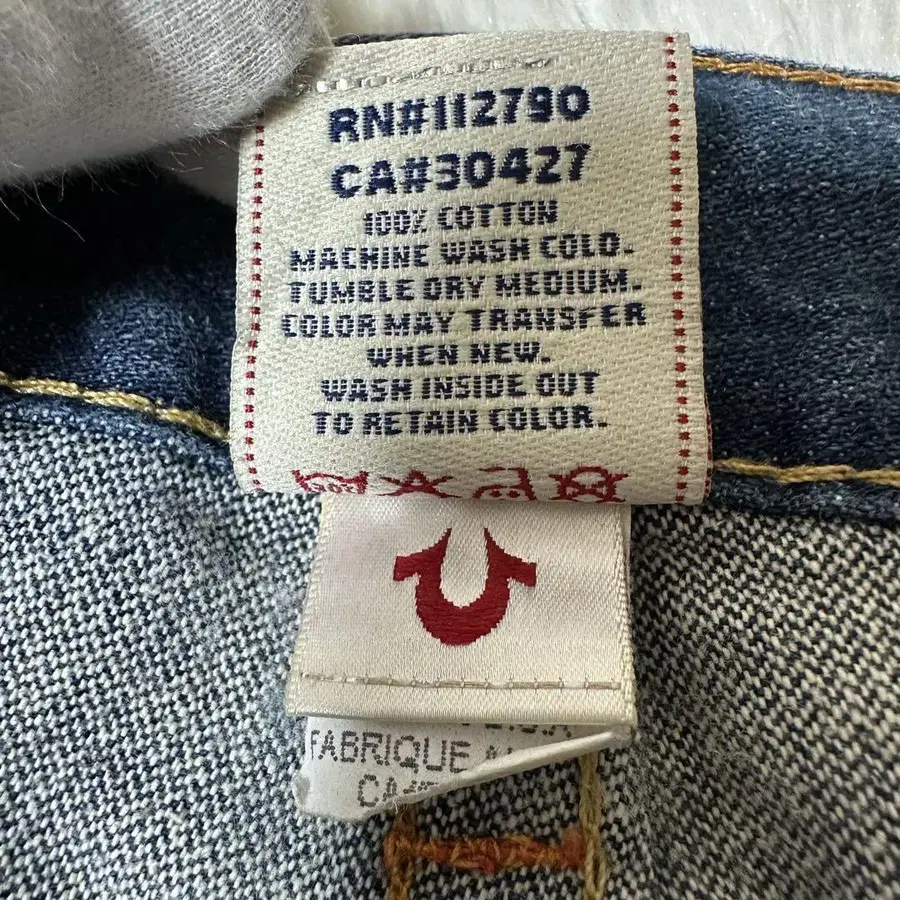 RN#112790
CA#30427
100% COTTON
MACHINE WASH COLD.
TUMBLE DRY MEDIUM.
COLOR MAY TRANSFER
WHEN NEW.
WASH INSIDE OUT
TO RETAIN COLOR.
FABRIQUE